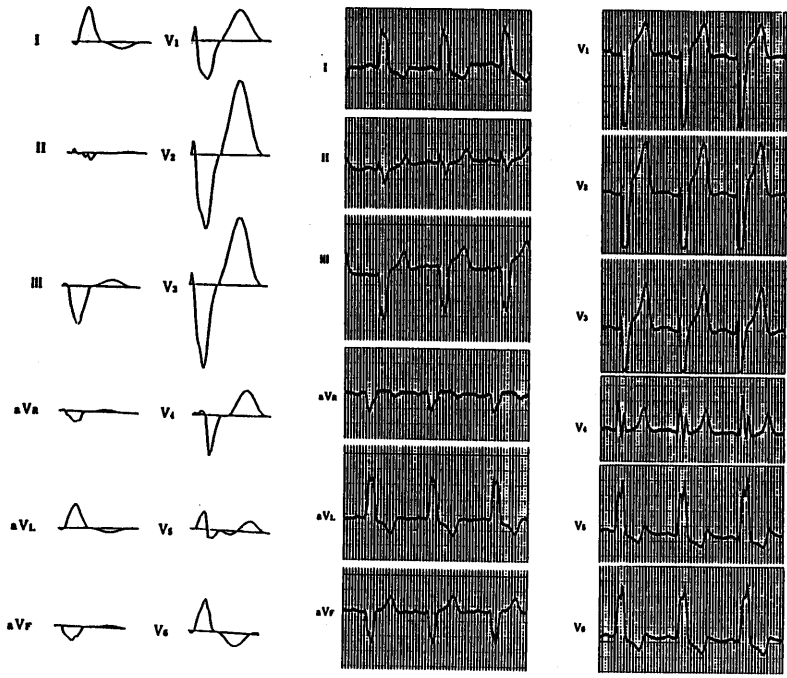 I V₁ I V₁
II V₂ II V₂
III V₃ III V₃
aVR V₄ aVR V₄
aVL V₅ aVL V₅
aVF V₆ aVF V₆